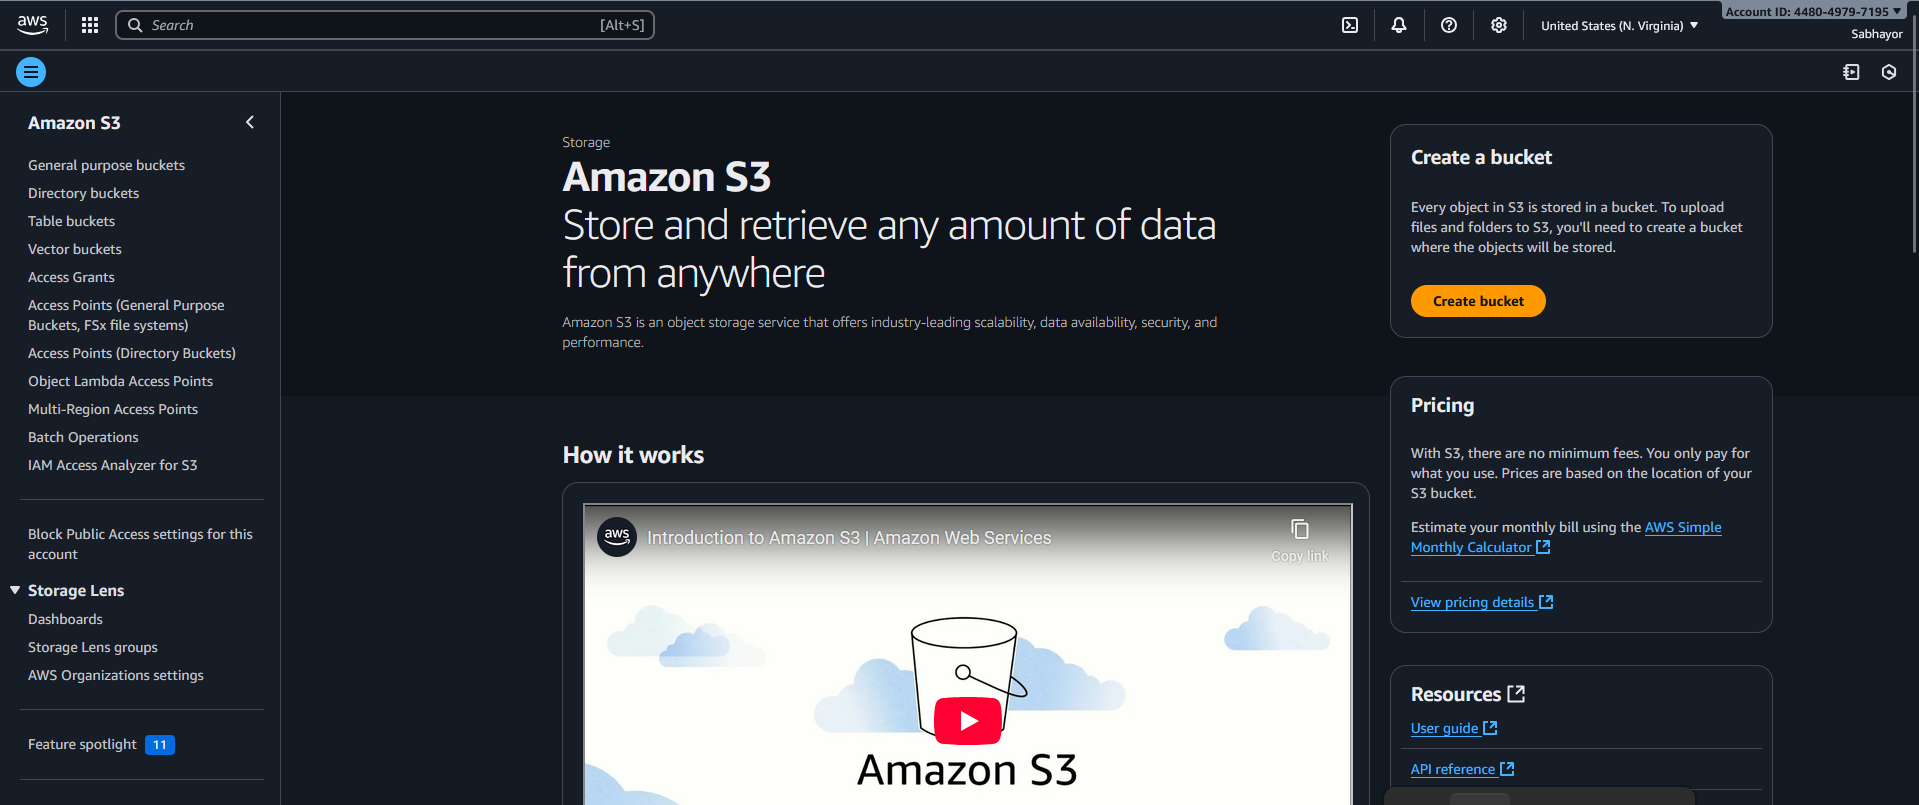 aws
Search
[Alt+S]
United States (N. Virginia)
Account ID: 4480-4979-7195
Sabhayor
Amazon S3
General purpose buckets
Directory buckets
Table buckets
Vector buckets
Access Grants
Access Points (General Purpose
Buckets, FSx file systems)
Access Points (Directory Buckets)
Object Lambda Access Points
Multi-Region Access Points
Batch Operations
IAM Access Analyzer for S3
Block Public Access settings for this
account
Storage Lens
Dashboards
Storage Lens groups
AWS Organizations settings
Feature spotlight 11
Storage
Amazon S3
Store and retrieve any amount of data
from anywhere
Amazon S3 is an object storage service that offers industry-leading scalability, data availability, security, and
performance.
How it works
aws
Introduction to Amazon S3 | Amazon Web Services
Copy link
Amazon S3
Create a bucket
Every object in S3 is stored in a bucket. To upload
files and folders to S3, you'll need to create a bucket
where the objects will be stored.
Create bucket
Pricing
With S3, there are no minimum fees. You only pay for
what you use. Prices are based on the location of your
S3 bucket.
Estimate your monthly bill using the AWS Simple
Monthly Calculator
View pricing details
Resources
User guide
API reference